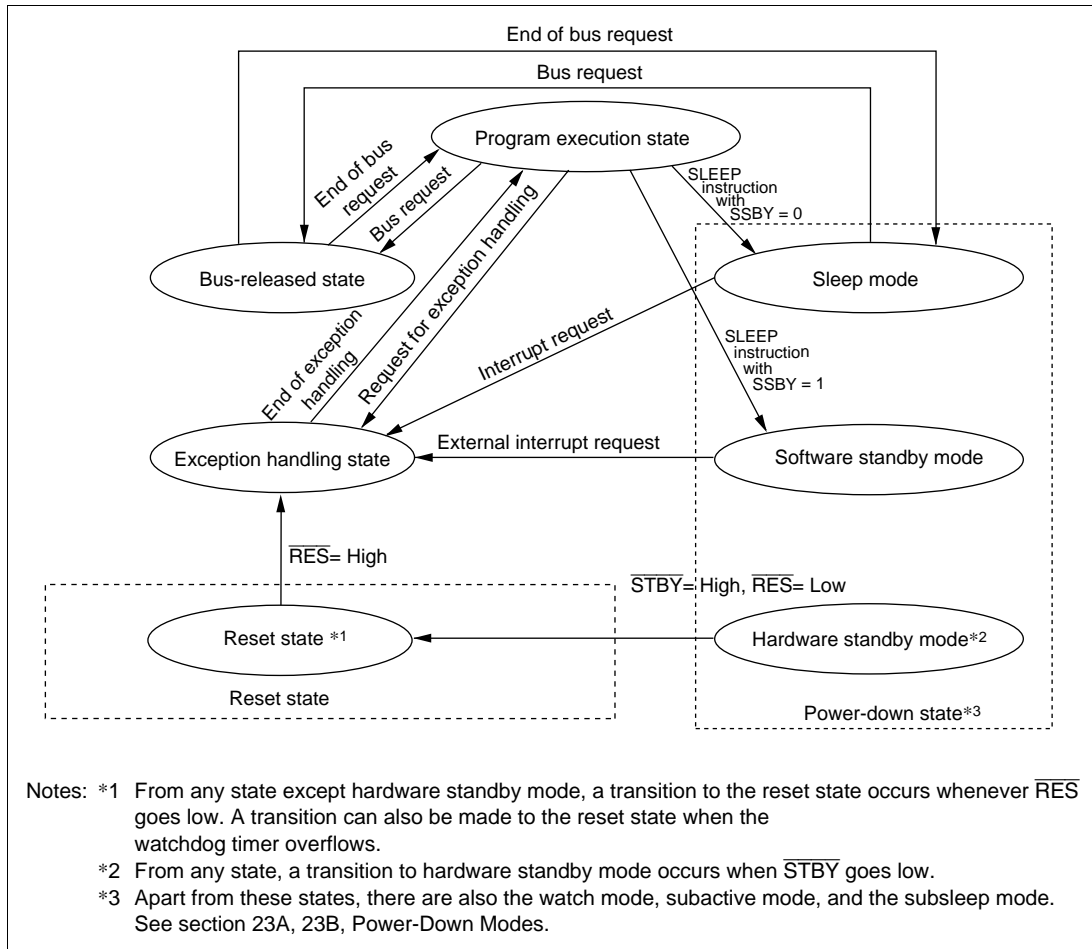 End of bus request
Bus request
Program execution state
End of bus
request
Bus request
SLEEP
instruction
with
SSBY = 0
Bus-released state
Sleep mode
End of exception
handling
Request for exception handling
Interrupt request
SLEEP
instruction
with
SSBY = 1
Exception handling state
External interrupt request
Software standby mode
R̅E̅S̅= High
S̅T̅B̅Y̅= High, R̅E̅S̅= Low
Reset state *1
Hardware standby mode*2
Reset state
Power-down state*3
Notes: *1 From any state except hardware standby mode, a transition to the reset state occurs whenever R̅E̅S̅
goes low. A transition can also be made to the reset state when the
watchdog timer overflows.
*2 From any state, a transition to hardware standby mode occurs when S̅T̅B̅Y̅ goes low.
*3 Apart from these states, there are also the watch mode, subactive mode, and the subsleep mode.
See section 23A, 23B, Power-Down Modes.